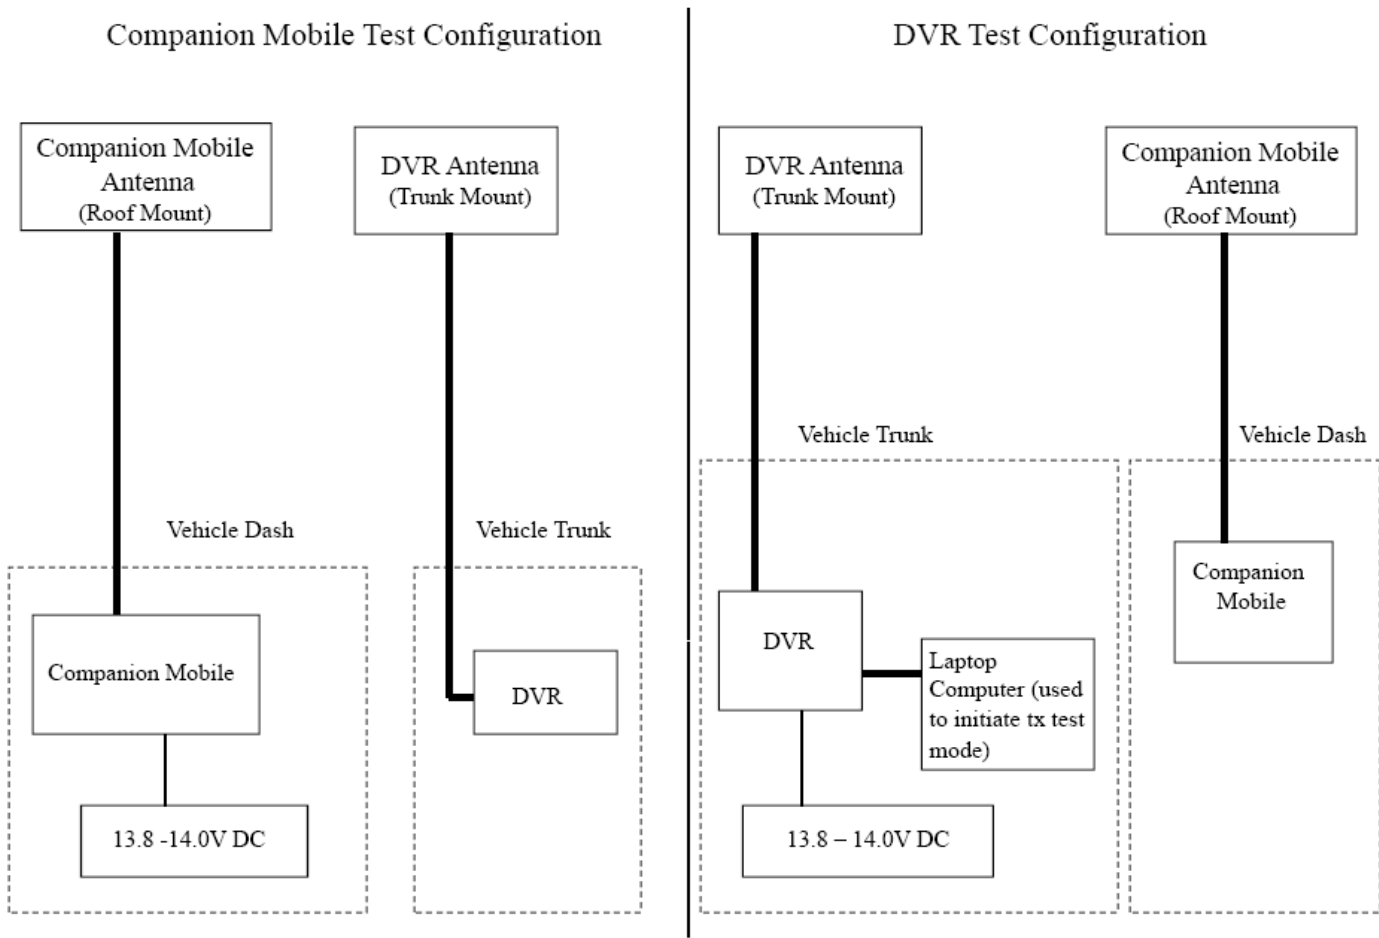 Companion Mobile Test Configuration
Companion Mobile
Antenna
(Roof Mount)
DVR Antenna
(Trunk Mount)
Vehicle Dash
Vehicle Trunk
Companion Mobile
DVR
13.8 -14.0V DC
DVR Test Configuration
DVR Antenna
(Trunk Mount)
Companion Mobile
Antenna
(Roof Mount)
Vehicle Trunk
Vehicle Dash
DVR
Laptop
Computer (used
to initiate tx test
mode)
Companion
Mobile
13.8 – 14.0V DC